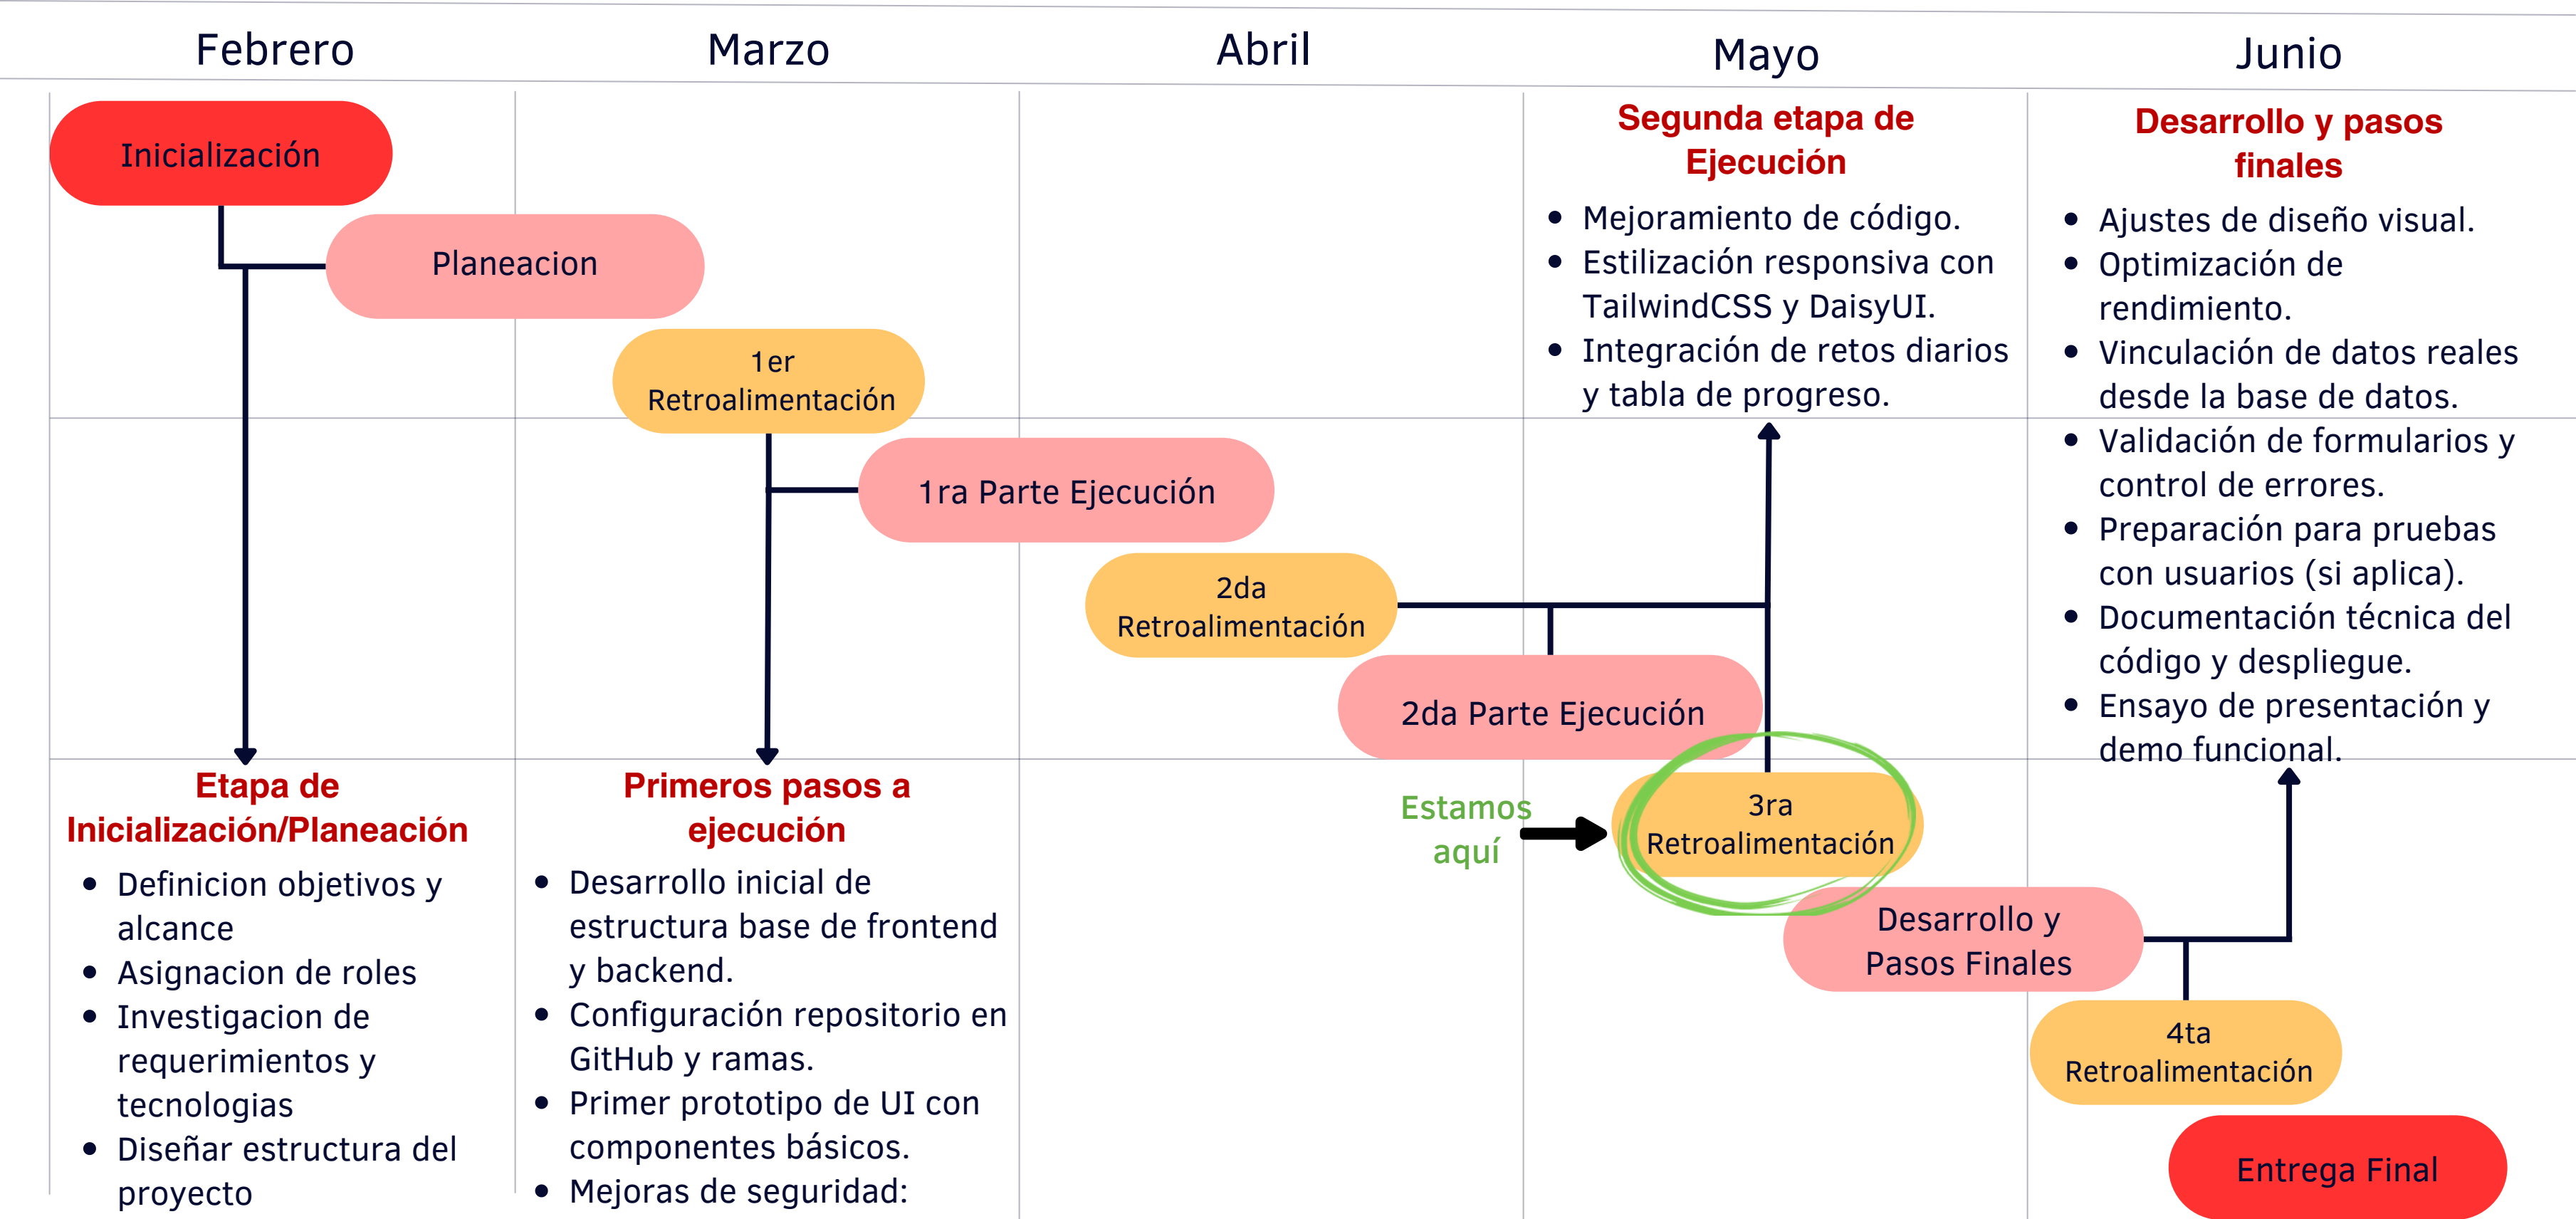 Febrero
Marzo
Abril
Mayo
Junio
Inicialización
Planeacion
1er
Retroalimentación
1ra Parte Ejecución
2da
Retroalimentación
2da Parte Ejecución
Estamos
aquí
3ra
Retroalimentación
Desarrollo y
Pasos Finales
4ta
Retroalimentación
Entrega Final
Etapa de
Inicialización/Planeación
• Definicion objetivos y
alcance
• Asignacion de roles
• Investigacion de
requerimientos y
tecnologias
• Diseñar estructura del
proyecto
Primeros pasos a
ejecución
• Desarrollo inicial de
estructura base de frontend
y backend.
• Configuración repositorio en
GitHub y ramas.
• Primer prototipo de UI con
componentes básicos.
• Mejoras de seguridad:
Segunda etapa de
Ejecución
• Mejoramiento de código.
• Estilización responsiva con
TailwindCSS y DaisyUI.
• Integración de retos diarios
y tabla de progreso.
Desarrollo y pasos
finales
• Ajustes de diseño visual.
• Optimización de
rendimiento.
• Vinculación de datos reales
desde la base de datos.
• Validación de formularios y
control de errores.
• Preparación para pruebas
con usuarios (si aplica).
• Documentación técnica del
código y despliegue.
• Ensayo de presentación y
demo funcional.